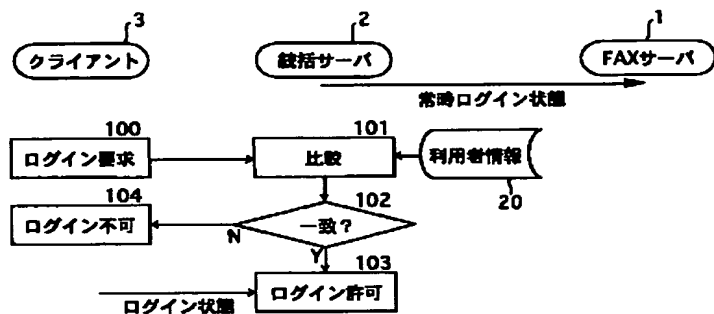 3
2
1
クライアント
統括サーバ
FAXサーバ
常時ログイン状態
100
101
ログイン要求
比較
利用者情報
104
102
20
ログイン不可
一致?
N
Y
103
ログイン許可
ログイン状態